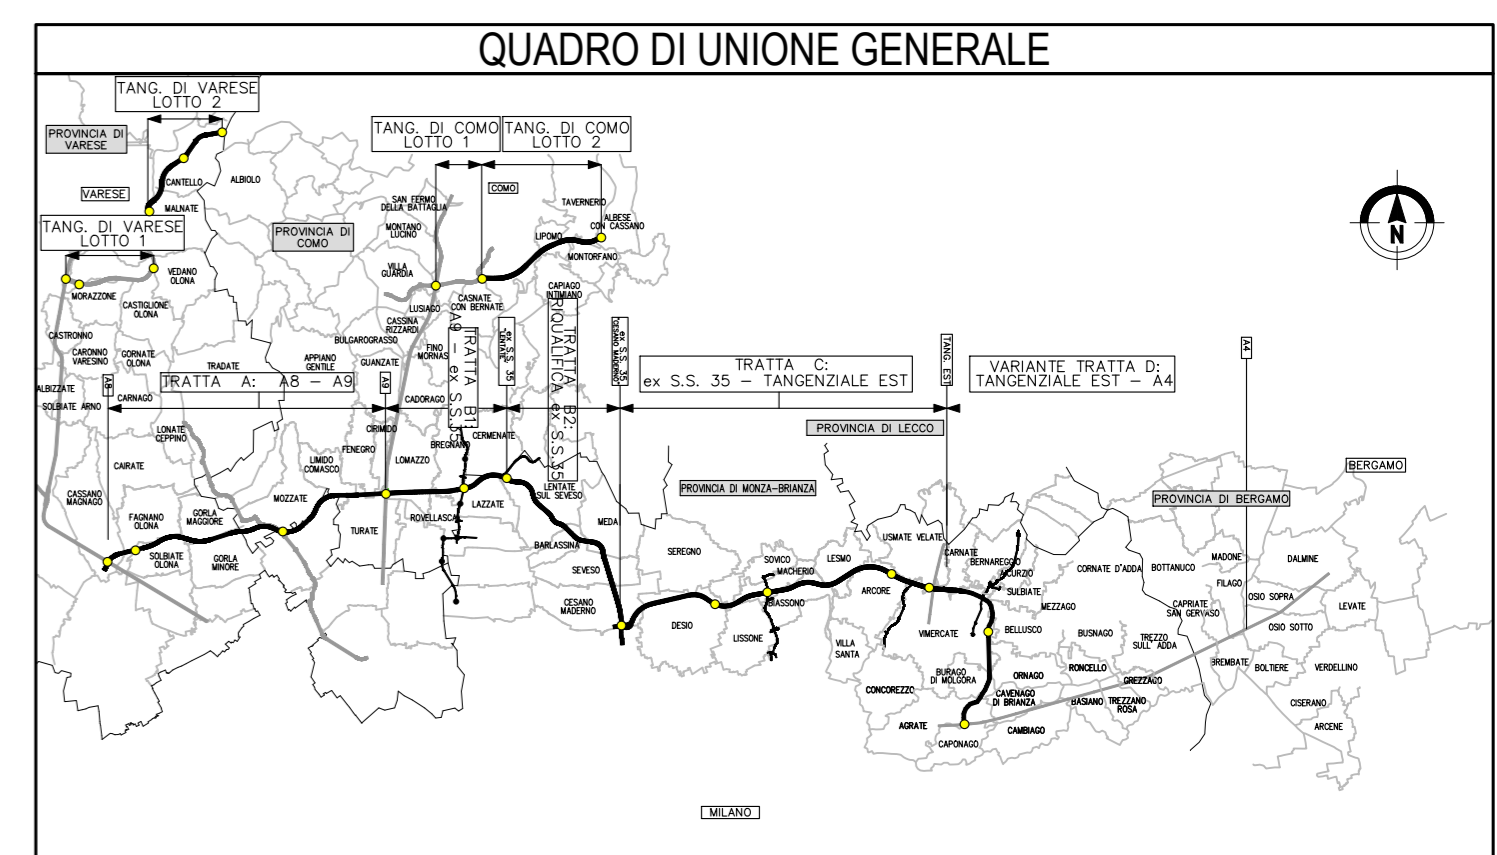 QUADRO DI UNIONE GENERALE
TANG. DI VARESE
LOTTO 2
PROVINCIA DI
VARESE
CANTELLO
ALBIOLO
VARESE
MALNATE
TANG. DI VARESE
LOTTO 1
VEDANO
OLONA
MORAZZONE
CASTIGLIONE
OLONA
CASTRONNO
CARONNO
VARESINO
GORNATE
OLONA
ALBIZZATE
SOLBIATE ARNO
CARNAGO
TRADATE
TANG. DI COMO
LOTTO 1
TANG. DI COMO
LOTTO 2
COMO
SAN FERMO
DELLA BATTAGLIA
TAVERNERIO
ALBESE
CON CASSANO
PROVINCIA DI
COMO
MONTANO
LUCINO
LIPOMO
MONTORFANO
VILLA
GUARDIA
CAPIAGO
INTIMIANO
LUSIAGO
CASNATE
CON BERNATE
CASSINA
RIZZARDI
BULGAROGRASSO
FINO
MORNAS
APPIANO
GENTILE
GUANZATE
N
A8
TRATTA A: A8 – A9
A9
CADORAGO
TRATTA B1:
A9 – ex S.S.35
ex S.S. 35
LENTATE
TRATTA B2:
RIQUALIFICA ex S.S.35
ex S.S. 35
CESANO MADERNO
TRATTA C:
ex S.S. 35 – TANGENZIALE EST
TANG. EST
VARIANTE TRATTA D:
TANGENZIALE EST – A4
A4
PROVINCIA DI LECCO
BERGAMO
PROVINCIA DI MONZA–BRIANZA
PROVINCIA DI BERGAMO
LONATE
CEPPINO
CIRIMIDO
FENEGRO
BREGNANO
CERMENATE
CAIRATE
LIMIDO
COMASCO
LOMAZZO
CASSANO
MAGNAGO
MOZZATE
LENTATE
SUL SEVESO
FAGNANO
OLONA
GORLA
MAGGIORE
TURATE
ROVELLASCA
LAZZATE
MEDA
SOLBIATE
OLONA
GORLA
MINORE
BARLASSINA
SEVESO
CESANO
MADERNO
SEREGNO
SOVICO
MACHERIO
LESMO
USMATE VELATE
CARNATE
BERNAREGGIO
AICURZIO
SULBIATE
CORNATE D'ADDA
BOTTANUCO
MADONE
DALMINE
FILAGO
BIASSONO
ARCORE
MEZZAGO
CAPRIATE
SAN GERVASO
OSIO SOPRA
LEVATE
DESIO
LISSONE
VILLA
SANTA
VIMERCATE
BELLUSCO
BUSNAGO
TREZZO
SULL' ADDA
OSIO SOTTO
BREMBATE
BOLTIERE
VERDELLINO
BURAGO
DI MOLGORA
ORNAGO
RONCELLO
GREZZAGO
CONCOREZZO
CAVENAGO
DI BRIANZA
BASIANO
TREZZANO
ROSA
CISERANO
ARCENE
AGRATE
CAMBIAGO
CAPONAGO
MILANO